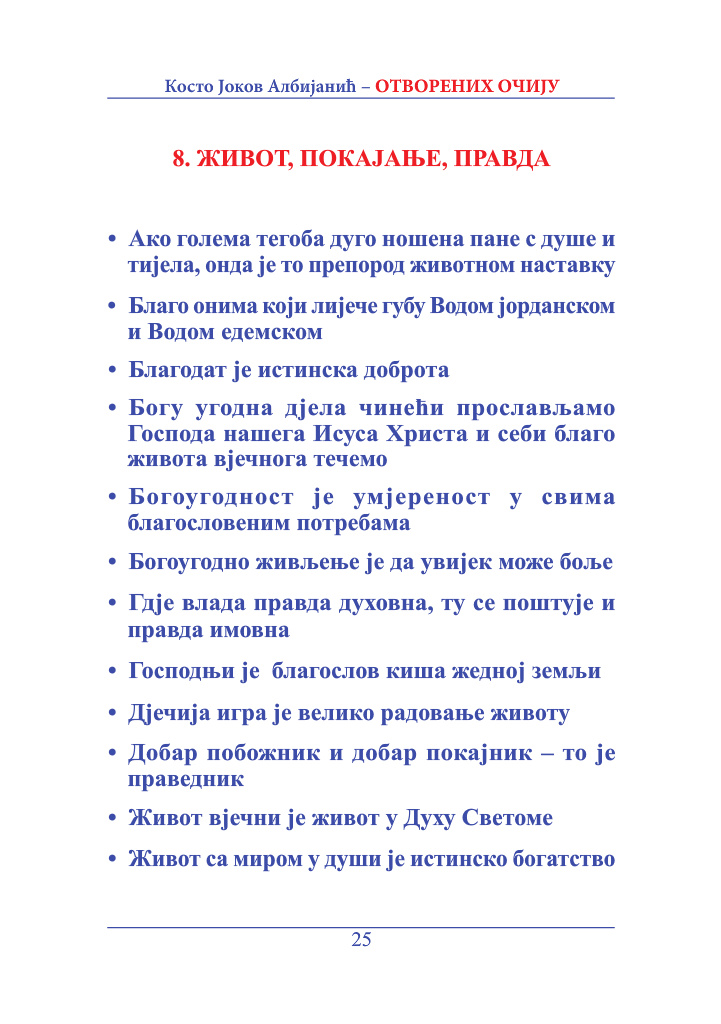 Косто Јоков Албијанић – ОТВОРЕНИХ ОЧИЈУ
8. ЖИВОТ, ПОКАЈАЊЕ, ПРАВДА
• Ако голема тегоба дуго ношена пане с душе и
тијела, онда је то препород животном наставку
• Благо онима који лијече губу Водом јорданском
и Водом едемском
• Благодат је истинска доброта
• Богу угодна дјела чинећи прослављамо
Господа нашега Исуса Христа и себи благо
живота вјечнога течемо
• Богоугодност је умјереност у свима
благословеним потребама
• Богоугодно живљење је да увијек може боље
• Гдје влада правда духовна, ту се поштује и
правда имовна
• Господњи је благослов киша жедној земљи
• Дјечија игра је велико радовање животу
• Добар побожник и добар покајник – то је
праведник
• Живот вјечни је живот у Духу Светоме
• Живот са миром у души је истинско богатство
25